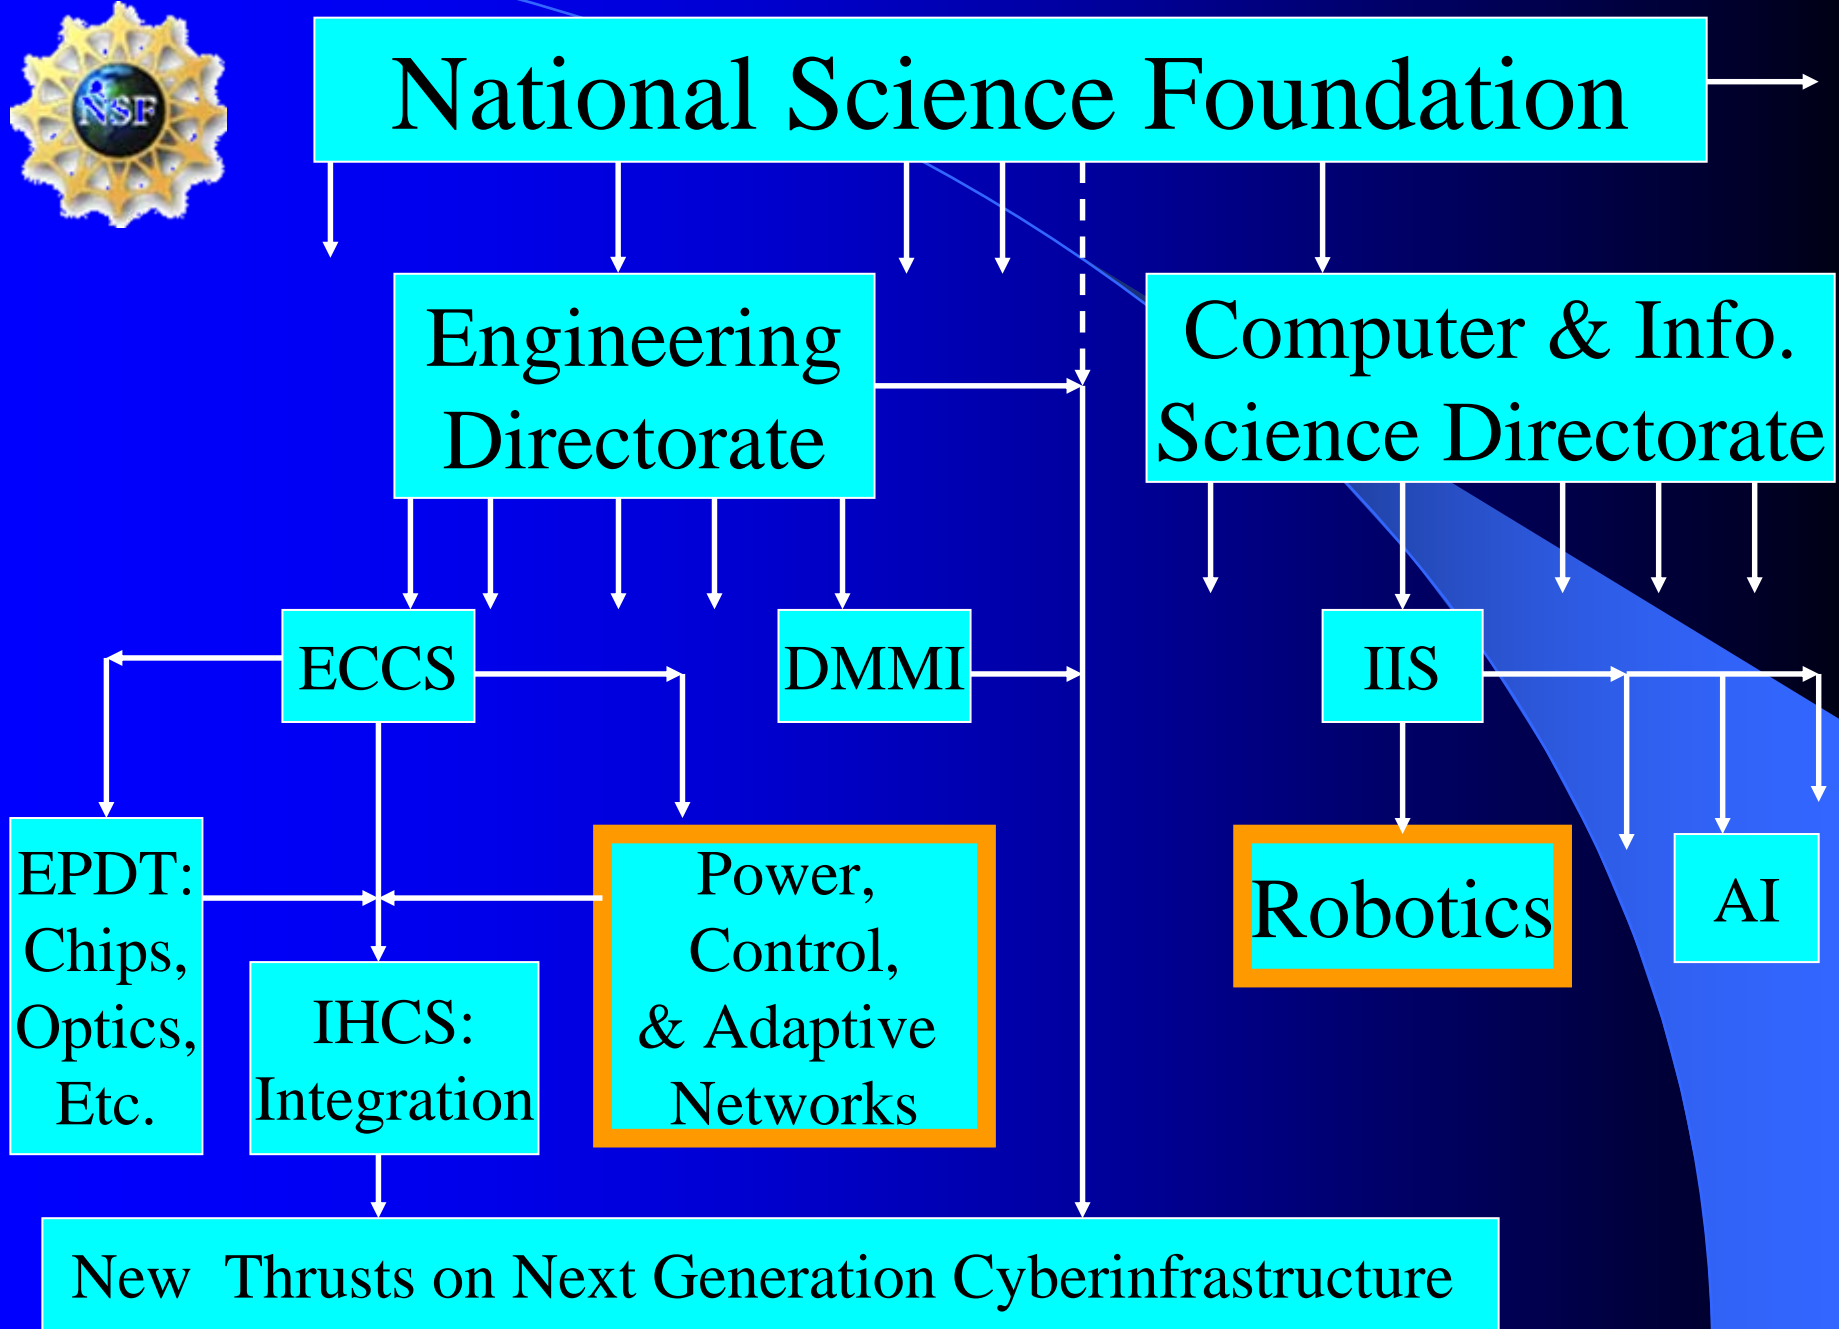 NSF
National Science Foundation
Engineering
Directorate
Computer & Info.
Science Directorate
ECCS
DMMI
IIS
EPDT:
Chips,
Optics,
Etc.
IHCS:
Integration
Power,
Control,
& Adaptive
Networks
Robotics
AI
New Thrusts on Next Generation Cyberinfrastructure